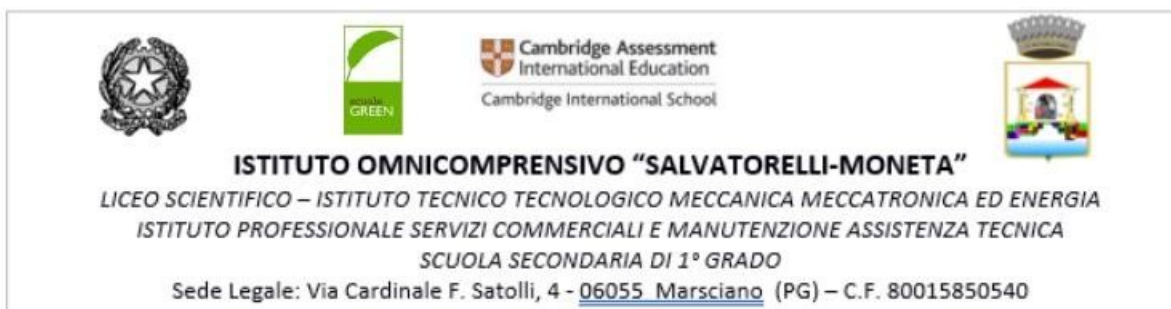 scuole
GREEN
Cambridge Assessment
International Education
Cambridge International School
ISTITUTO OMNICOMPRENSIVO “SALVATORELLI-MONETA”
LICEO SCIENTIFICO – ISTITUTO TECNICO TECNOLOGICO MECCANICA MECCATRONICA ED ENERGIA
ISTITUTO PROFESSIONALE SERVIZI COMMERCIALI E MANUTENZIONE ASSISTENZA TECNICA
SCUOLA SECONDARIA DI 1° GRADO
Sede Legale: Via Cardinale F. Satolli, 4 - 06055 Marsciano (PG) – C.F. 80015850540